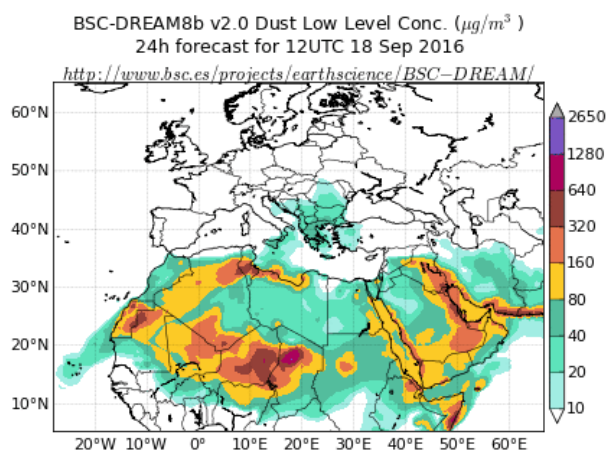 BSC-DREAM8b v2.0 Dust Low Level Conc. (μg/m³ )
24h forecast for 12UTC 18 Sep 2016
http://www.bsc.es/projects/earthscience/BSC−DREAM/
60°N
50°N
40°N
30°N
20°N
10°N
20°W 10°W 0° 10°E 20°E 30°E 40°E 50°E 60°E
2650
1280
640
320
160
80
40
20
10